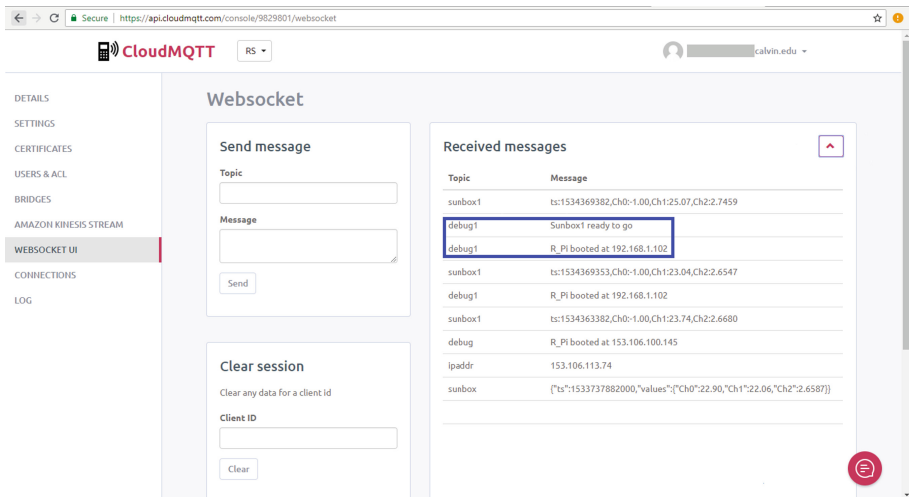 Secure | https://api.cloudmqtt.com/console/9829801/websocket
CloudMQTT
RS
calvin.edu
DETAILS
SETTINGS
CERTIFICATES
USERS & ACL
BRIDGES
AMAZON KINESIS STREAM
WEBSOCKET UI
CONNECTIONS
LOG
Websocket
Send message
Topic
Message
Send
Clear session
Clear any data for a client id
Client ID
Clear
Received messages
Topic Message
sunbox1 ts:1534369382,Ch0:-1.00,Ch1:25.07,Ch2:2.7459
debug1 Sunbox1 ready to go
debug1 R_Pi booted at 192.168.1.102
sunbox1 ts:1534369353,Ch0:-1.00,Ch1:23.04,Ch2:2.6547
debug1 R_Pi booted at 192.168.1.102
sunbox1 ts:1534363382,Ch0:-1.00,Ch1:23.74,Ch2:2.6680
debug R_Pi booted at 153.106.100.145
ipaddr 153.106.113.74
sunbox {"ts":1533737882000,"values":{"Ch0":22.90,"Ch1":22.06,"Ch2":2.6587}}